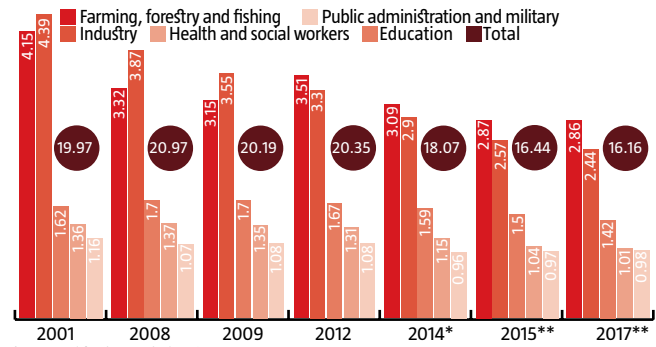 Farming, forestry and fishing Public administration and military
Industry Health and social workers Education Total
4.15 4.39 1.62 1.36 1.16 19.97
3.32 3.87 1.7 1.37 1.07 20.97
3.15 3.55 1.7 1.35 1.08 20.19
3.51 3.3 1.67 1.31 1.08 20.35
3.09 2.9 1.59 1.15 0.96 18.07
2.87 2.57 1.5 1.04 0.97 16.44
2.86 2.44 1.42 1.01 0.98 16.16
2001 2008 2009 2012 2014* 2015** 2017**